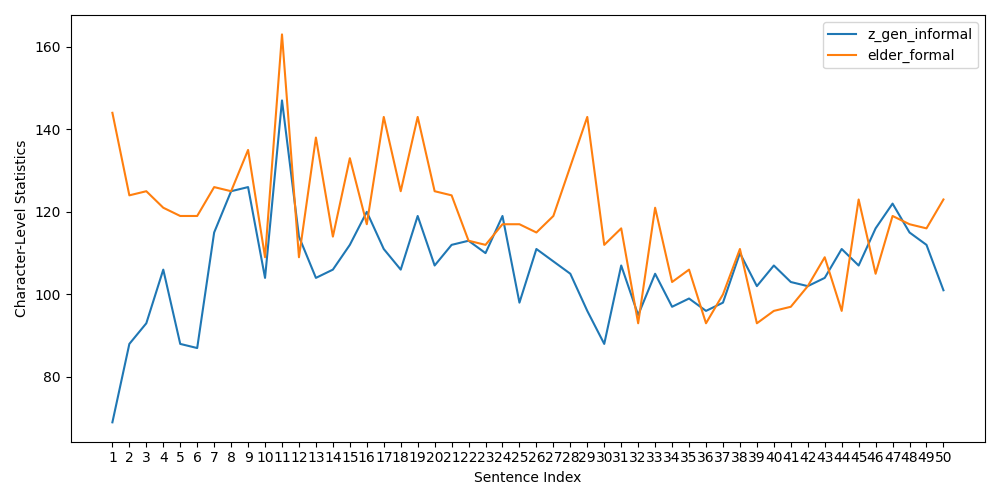 z_gen_informal
elder_formal
160
140
120
100
80
Character-Level Statistics
1 2 3 4 5 6 7 8 9 10 11 12 13 14 15 16 17 18 19 20 21 22 23 24 25 26 27 28 29 30 31 32 33 34 35 36 37 38 39 40 41 42 43 44 45 46 47 48 49 50
Sentence Index